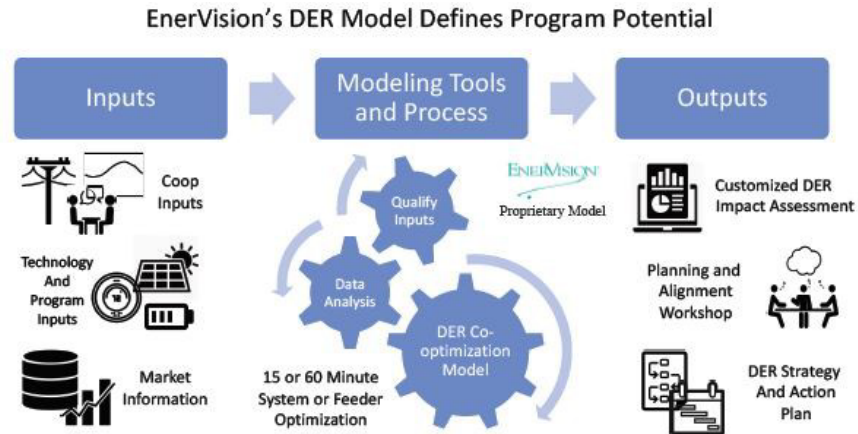 EnerVision's DER Model Defines Program Potential
Inputs
Modeling Tools
and Process
Outputs
Coop
Inputs
Technology
And
Program
Inputs
Market
Information
Qualify
Inputs
Data
Analysis
DER Co-
optimization
Model
15 or 60 Minute
System or Feeder
Optimization
ENERVISION
Proprietary Model
Customized DER
Impact Assessment
Planning and
Alignment
Workshop
DER Strategy
And Action
Plan